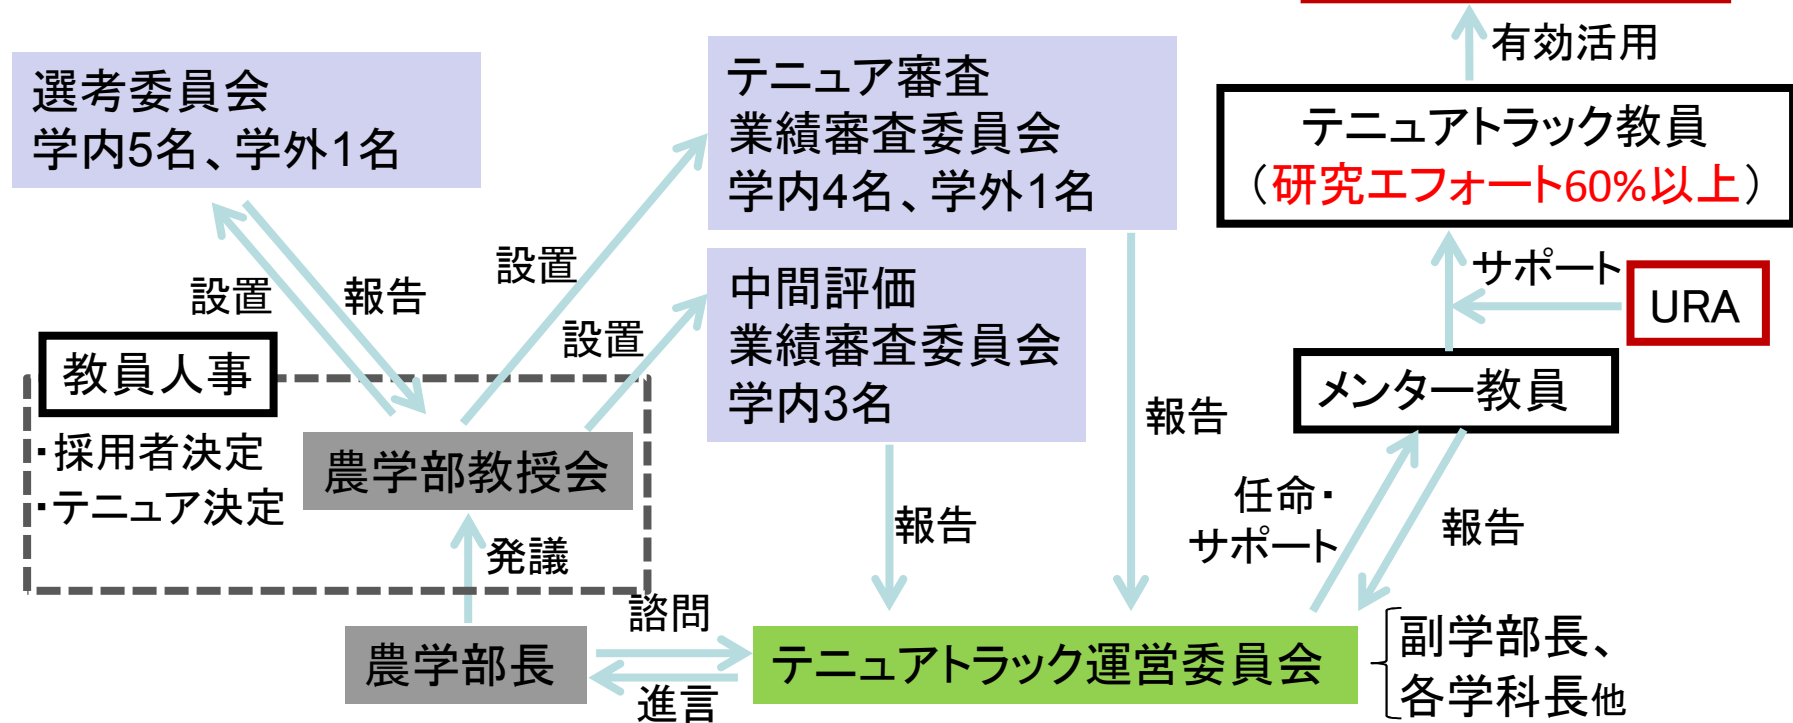 有効活用
選考委員会
学内5名、学外1名
テニュア審査
業績審査委員会
学内4名、学外1名
テニュアトラック教員
（研究エフォート60%以上）
設置
報告
設置
設置
中間評価
業績審査委員会
学内3名
サポート
URA
教員人事
・採用者決定
・テニュア決定
農学部教授会
メンター教員
報告
報告
任命・
サポート
報告
発議
諮問
農学部長
進言
テニュアトラック運営委員会
副学部長、
各学科長他